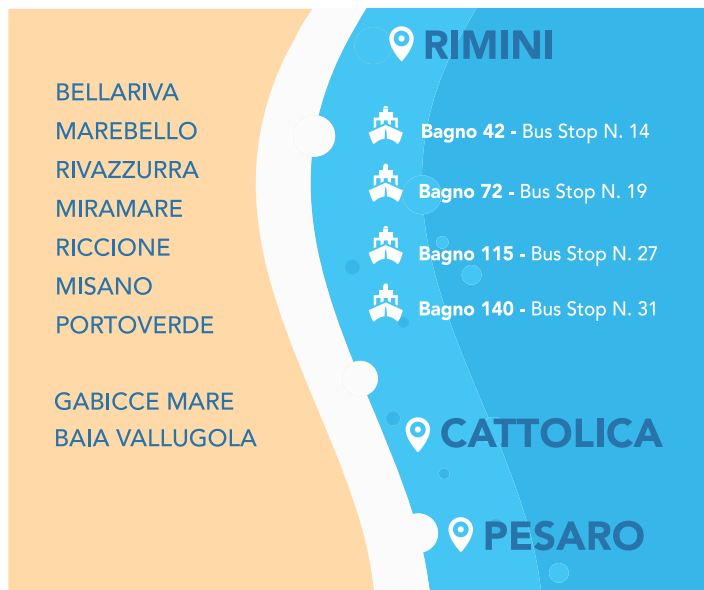 RIMINI
BELLARIVA
MAREBELLO
RIVAZZURRA
MIRAMARE
RICCIONE
MISANO
PORTOVERDE
GABICCE MARE
BAIA VALLUGOLA
Bagno 42 - Bus Stop N. 14
Bagno 72 - Bus Stop N. 19
Bagno 115 - Bus Stop N. 27
Bagno 140 - Bus Stop N. 31
CATTOLICA
PESARO